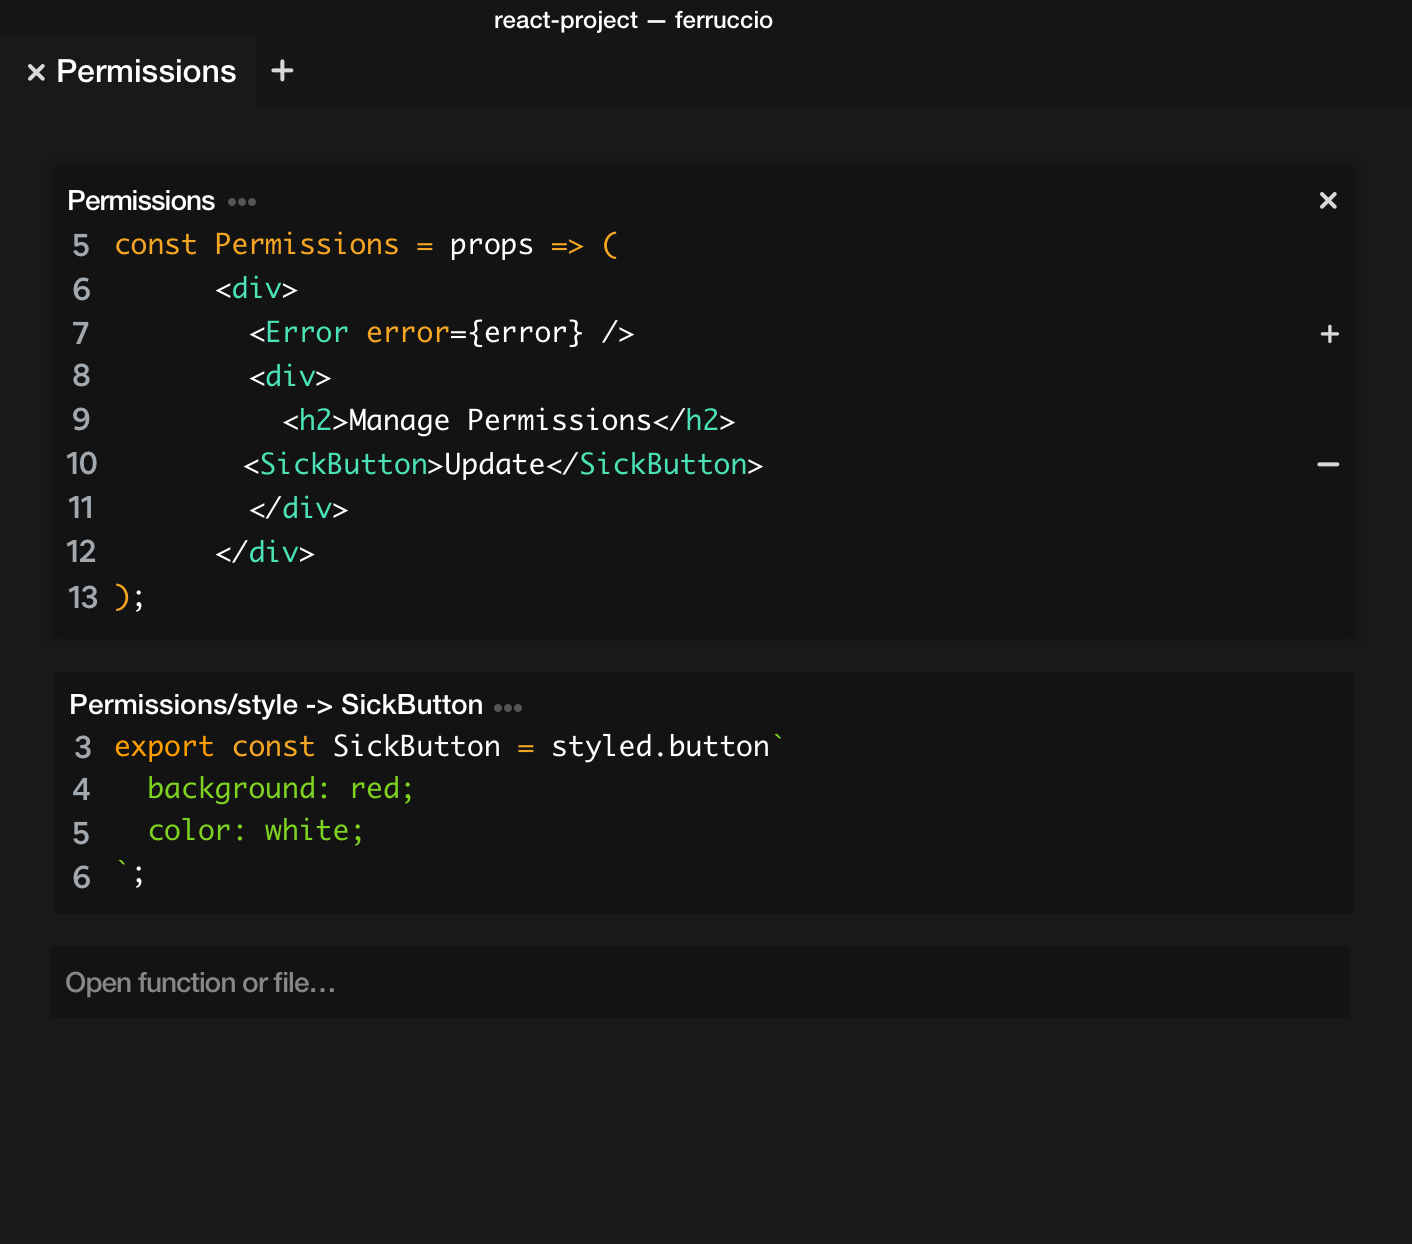 react-project — ferruccio
× Permissions +
Permissions ••• ×
5 const Permissions = props => (
6 <div>
7 <Error error={error} /> +
8 <div>
9 <h2>Manage Permissions</h2>
10 <SickButton>Update</SickButton> −
11 </div>
12 </div>
13 );
Permissions/style -> SickButton •••
3 export const SickButton = styled.button`
4 background: red;
5 color: white;
6 `;
Open function or file...